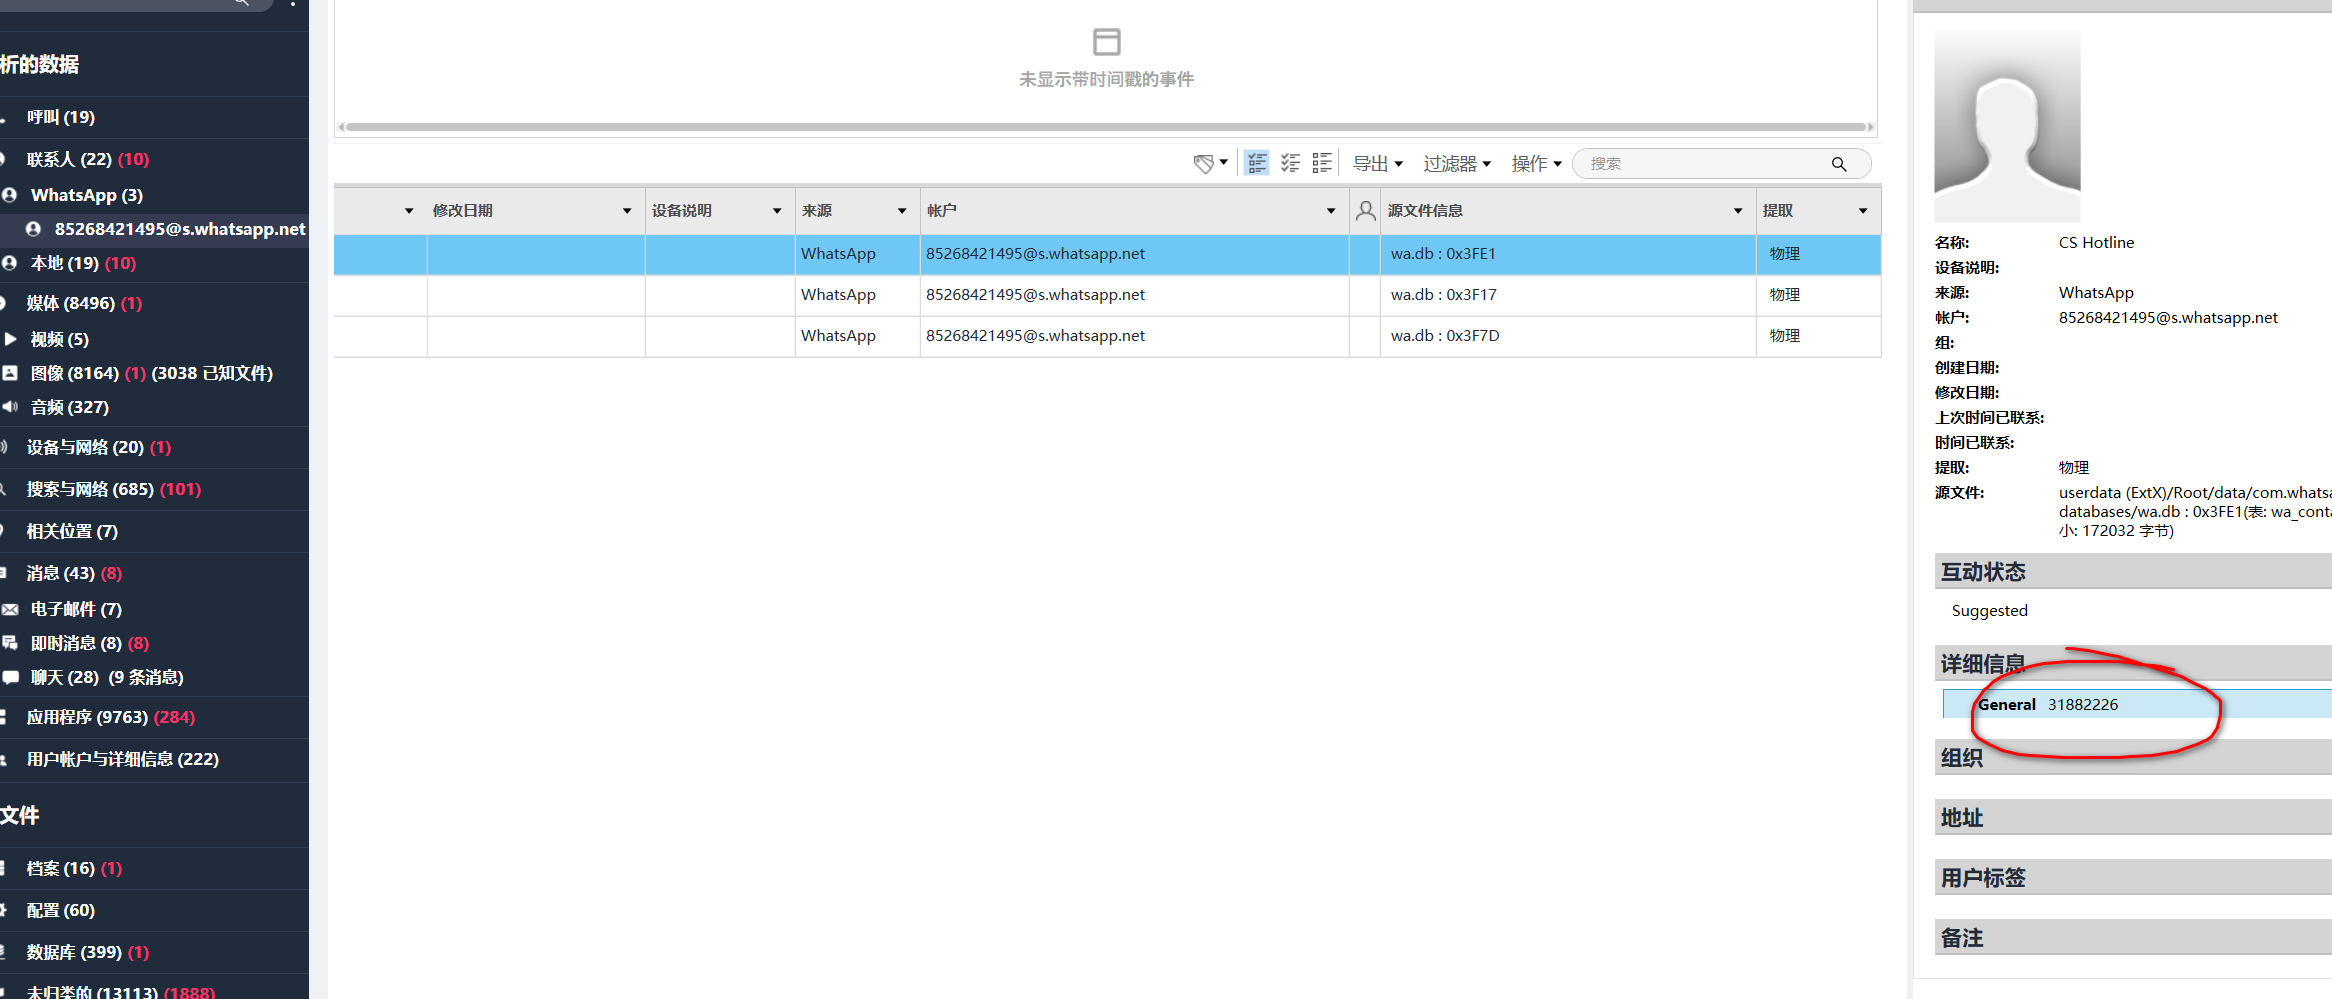 析的数据
呼叫 (19)
联系人 (22) (10)
WhatsApp (3)
85268421495@s.whatsapp.net
本地 (19) (10)
媒体 (8496) (1)
视频 (5)
图像 (8164) (1) (3038 已知文件)
音频 (327)
设备与网络 (20) (1)
搜索与网络 (685) (101)
相关位置 (7)
消息 (43) (8)
电子邮件 (7)
即时消息 (8) (8)
聊天 (28) (9 条消息)
应用程序 (9763) (284)
用户帐户与详细信息 (222)
文件
档案 (16) (1)
配置 (60)
数据库 (399) (1)
未归类的 (13113) (1888)
未显示带时间戳的事件
导出 过滤器 操作 搜索
修改日期 设备说明 来源 帐户 源文件信息 提取
WhatsApp 85268421495@s.whatsapp.net wa.db : 0x3FE1 物理
WhatsApp 85268421495@s.whatsapp.net wa.db : 0x3F17 物理
WhatsApp 85268421495@s.whatsapp.net wa.db : 0x3F7D 物理
名称: CS Hotline
设备说明:
来源: WhatsApp
帐户: 85268421495@s.whatsapp.net
组:
创建日期:
修改日期:
上次时间已联系:
时间已联系:
提取: 物理
源文件: userdata (ExtX)/Root/data/com.whatsa
databases/wa.db : 0x3FE1(表: wa_conta
小: 172032 字节)
互动状态
Suggested
详细信息
General 31882226
组织
地址
用户标签
备注